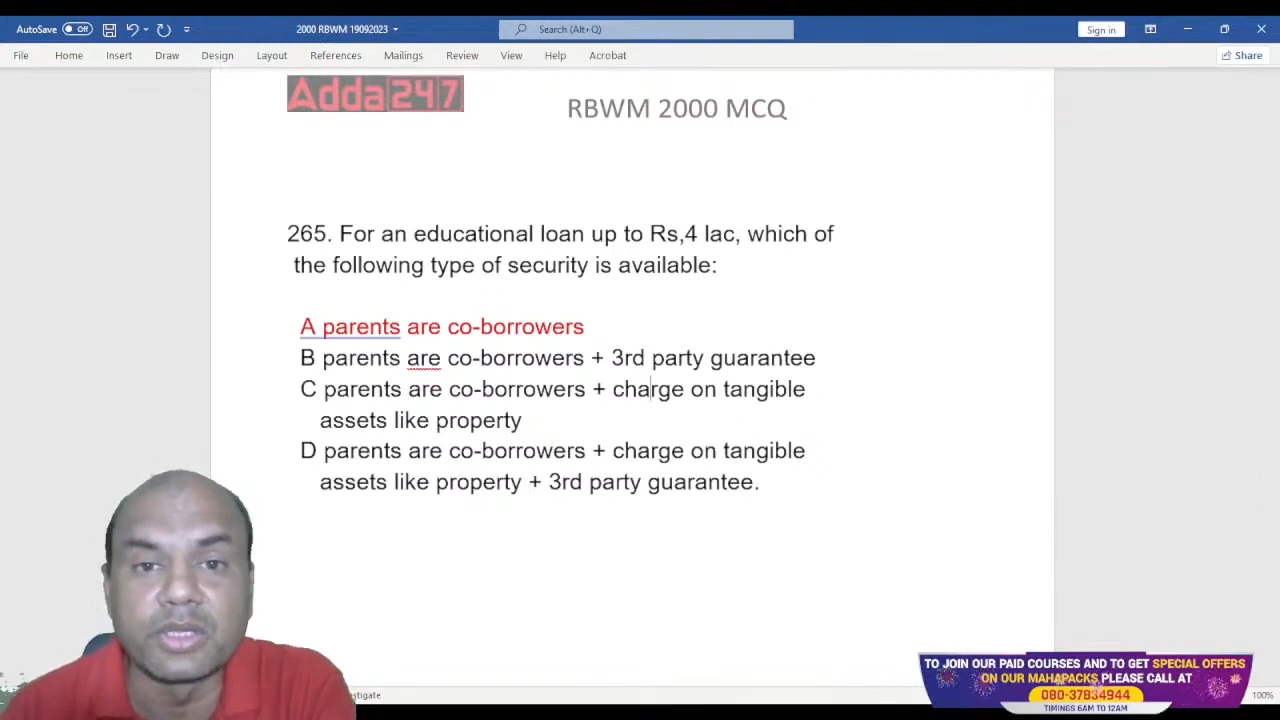 AutoSave Off 2000 RBWM 19092023 Search (Alt+Q) Sign in
File Home Insert Draw Design Layout References Mailings Review View Help Acrobat Share
Adda247
RBWM 2000 MCQ
265. For an educational loan up to Rs,4 lac, which of
the following type of security is available:
A parents are co-borrowers
B parents are co-borrowers + 3rd party guarantee
C parents are co-borrowers + charge on tangible
assets like property
D parents are co-borrowers + charge on tangible
assets like property + 3rd party guarantee.
TO JOIN OUR PAID COURSES AND TO GET SPECIAL OFFERS
ON OUR MAHAPACKS PLEASE CALL AT
080-37834944
TIMINGS 6AM TO 12AM
100%